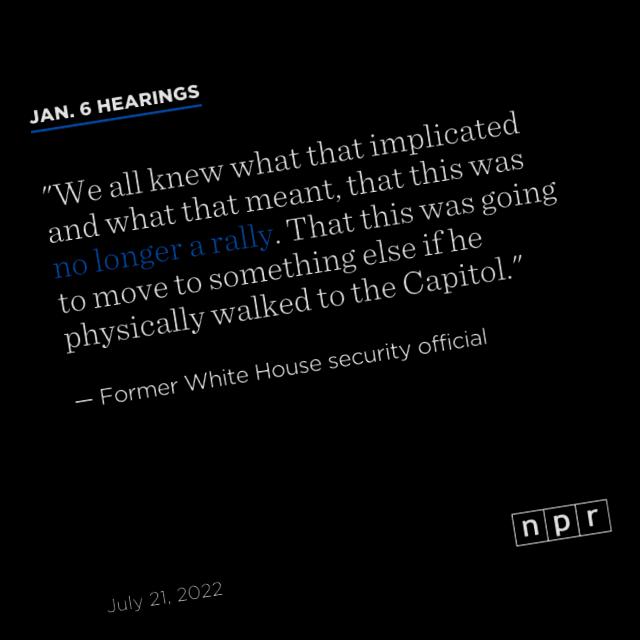 JAN. 6 HEARINGS
"We all knew what that implicated
and what that meant, that this was
no longer a rally. That this was going
to move to something else if he
physically walked to the Capitol."
— Former White House security official
npr
July 21, 2022